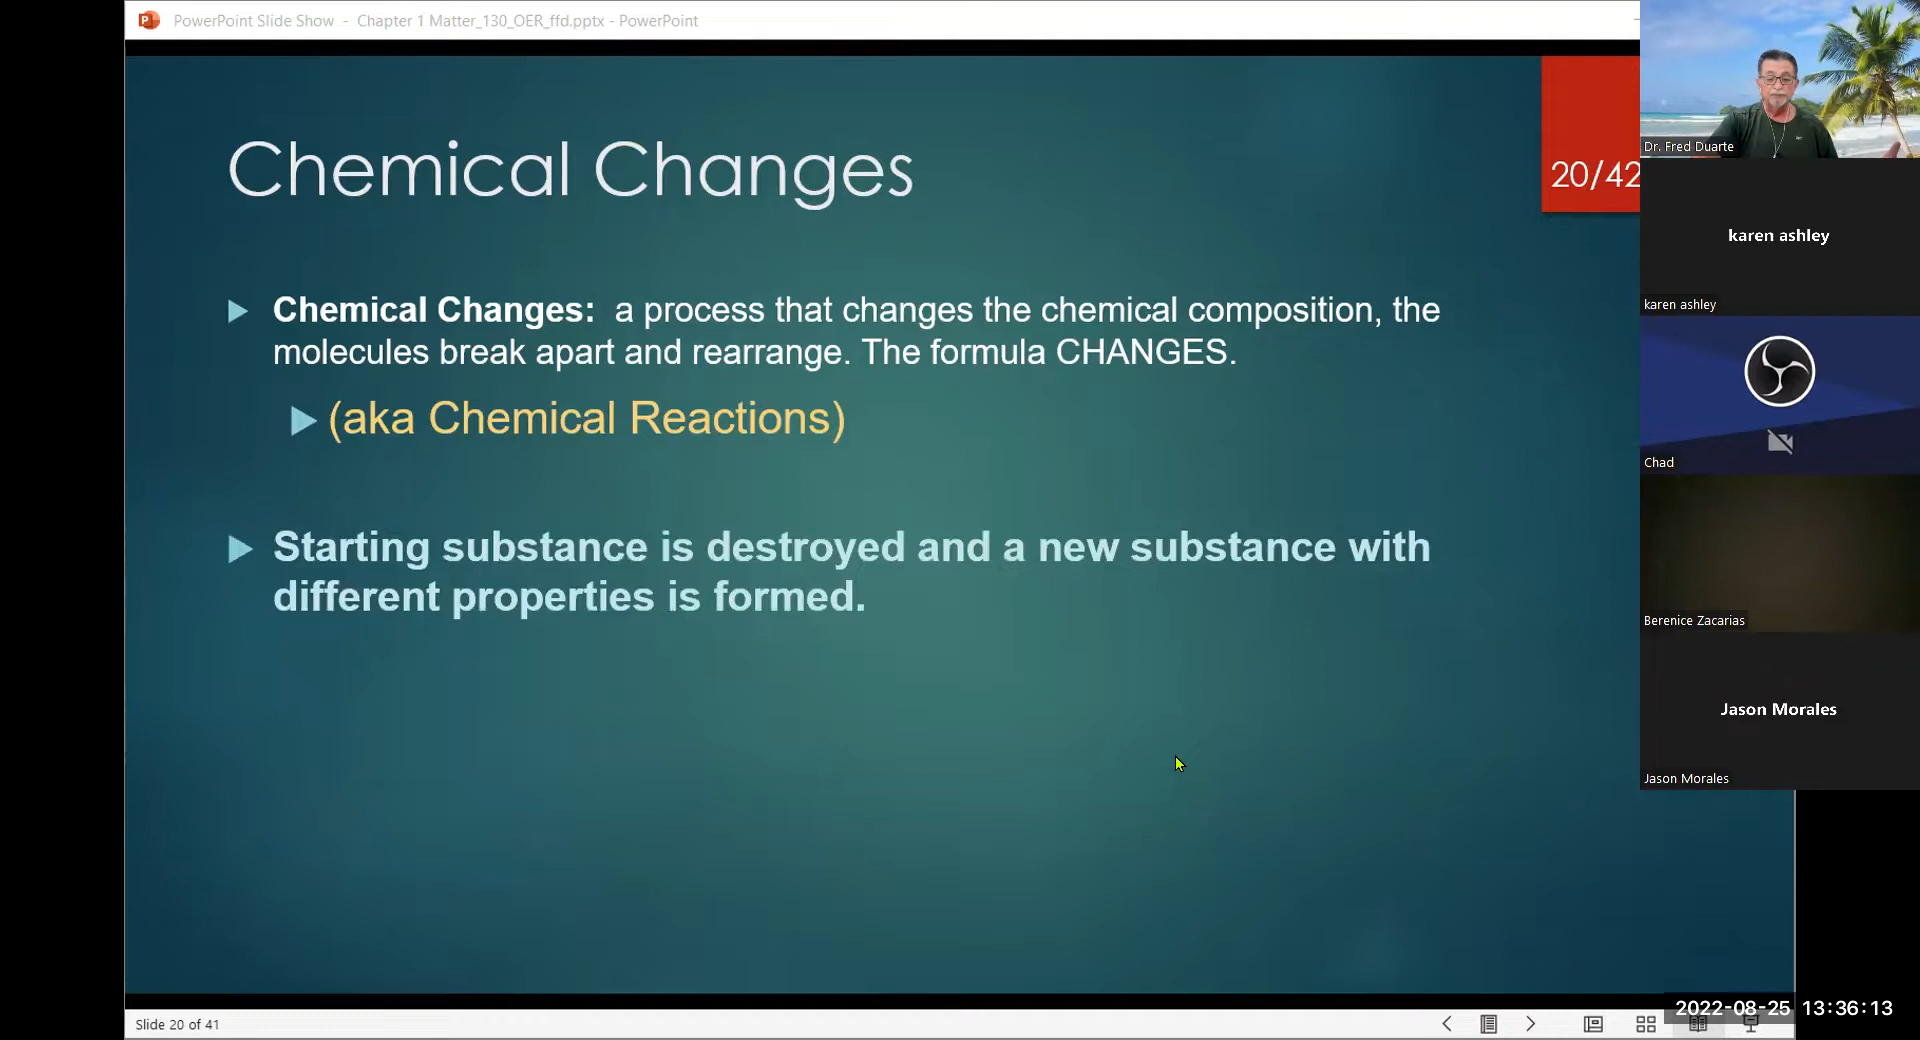 PowerPoint Slide Show - Chapter 1 Matter_130_OER_ffd.pptx - PowerPoint
Chemical Changes
20/42
Chemical Changes: a process that changes the chemical composition, the
molecules break apart and rearrange. The formula CHANGES.
(aka Chemical Reactions)
Starting substance is destroyed and a new substance with
different properties is formed.
Dr. Fred Duarte
karen ashley
karen ashley
Chad
Berenice Zacarias
Jason Morales
Jason Morales
Slide 20 of 41
2022-08-25 13:36:13